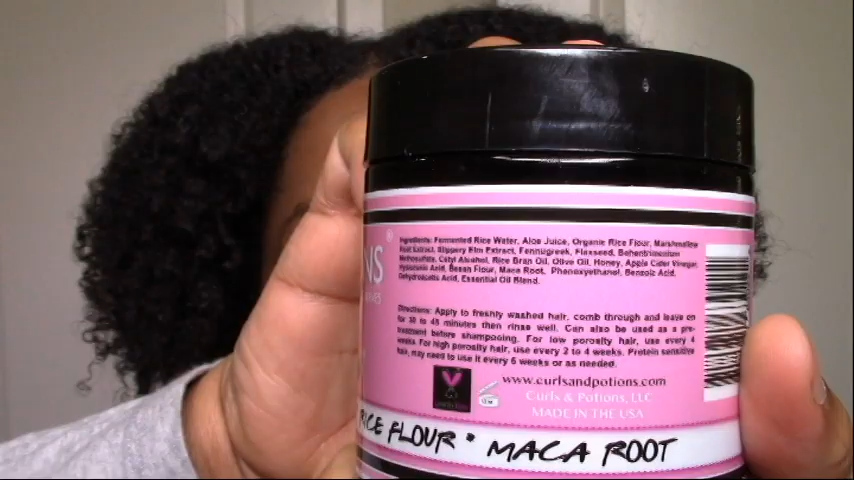 NS®
Ingredients: Fermented Rice Water, Aloe Juice, Organic Rice Flour, Marshmallow
Root Extract, Slippery Elm Extract, Fennugreek, Flaxseed, Behentrimonium
Methosulfate, Cetyl Alcohol, Rice Bran Oil, Olive Oil, Honey, Apple Cider Vinegar,
Hyaluronic Acid, Besan Flour, Maca Root, Phenoxyethanol, Benzoic Acid,
Dehydroacetic Acid, Essential Oil Blend.
Directions: Apply to freshly washed hair, comb through and leave on
for 30 to 45 minutes then rinse well. Can also be used as a pre-
treatment before shampooing. For low porosity hair, use every 4
weeks. For high porosity hair, use every 2 to 4 weeks. Protein sensitive
hair, may need to use it every 6 weeks or as needed.
www.curlsandpotions.com
Curls & Potions, LLC
MADE IN THE USA
RICE FLOUR * MACA ROOT